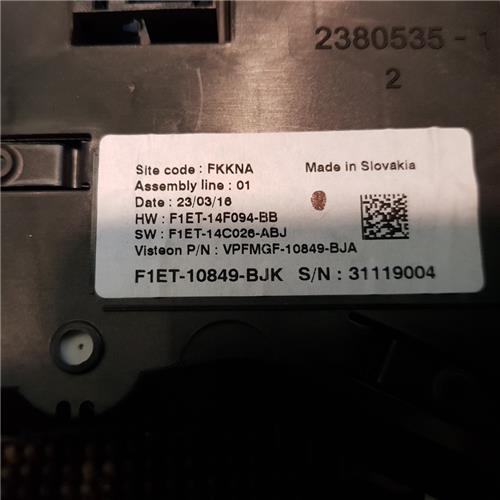 2380535-1
2
Site code : FKKNA
Made in Slovakia
Assembly line : 01
Date : 23/03/16
HW : F1ET-14F094-BB
SW : F1ET-14C026-ABJ
Visteon P/N : VPFMGF-10849-BJA
F1ET-10849-BJK S/N : 31119004